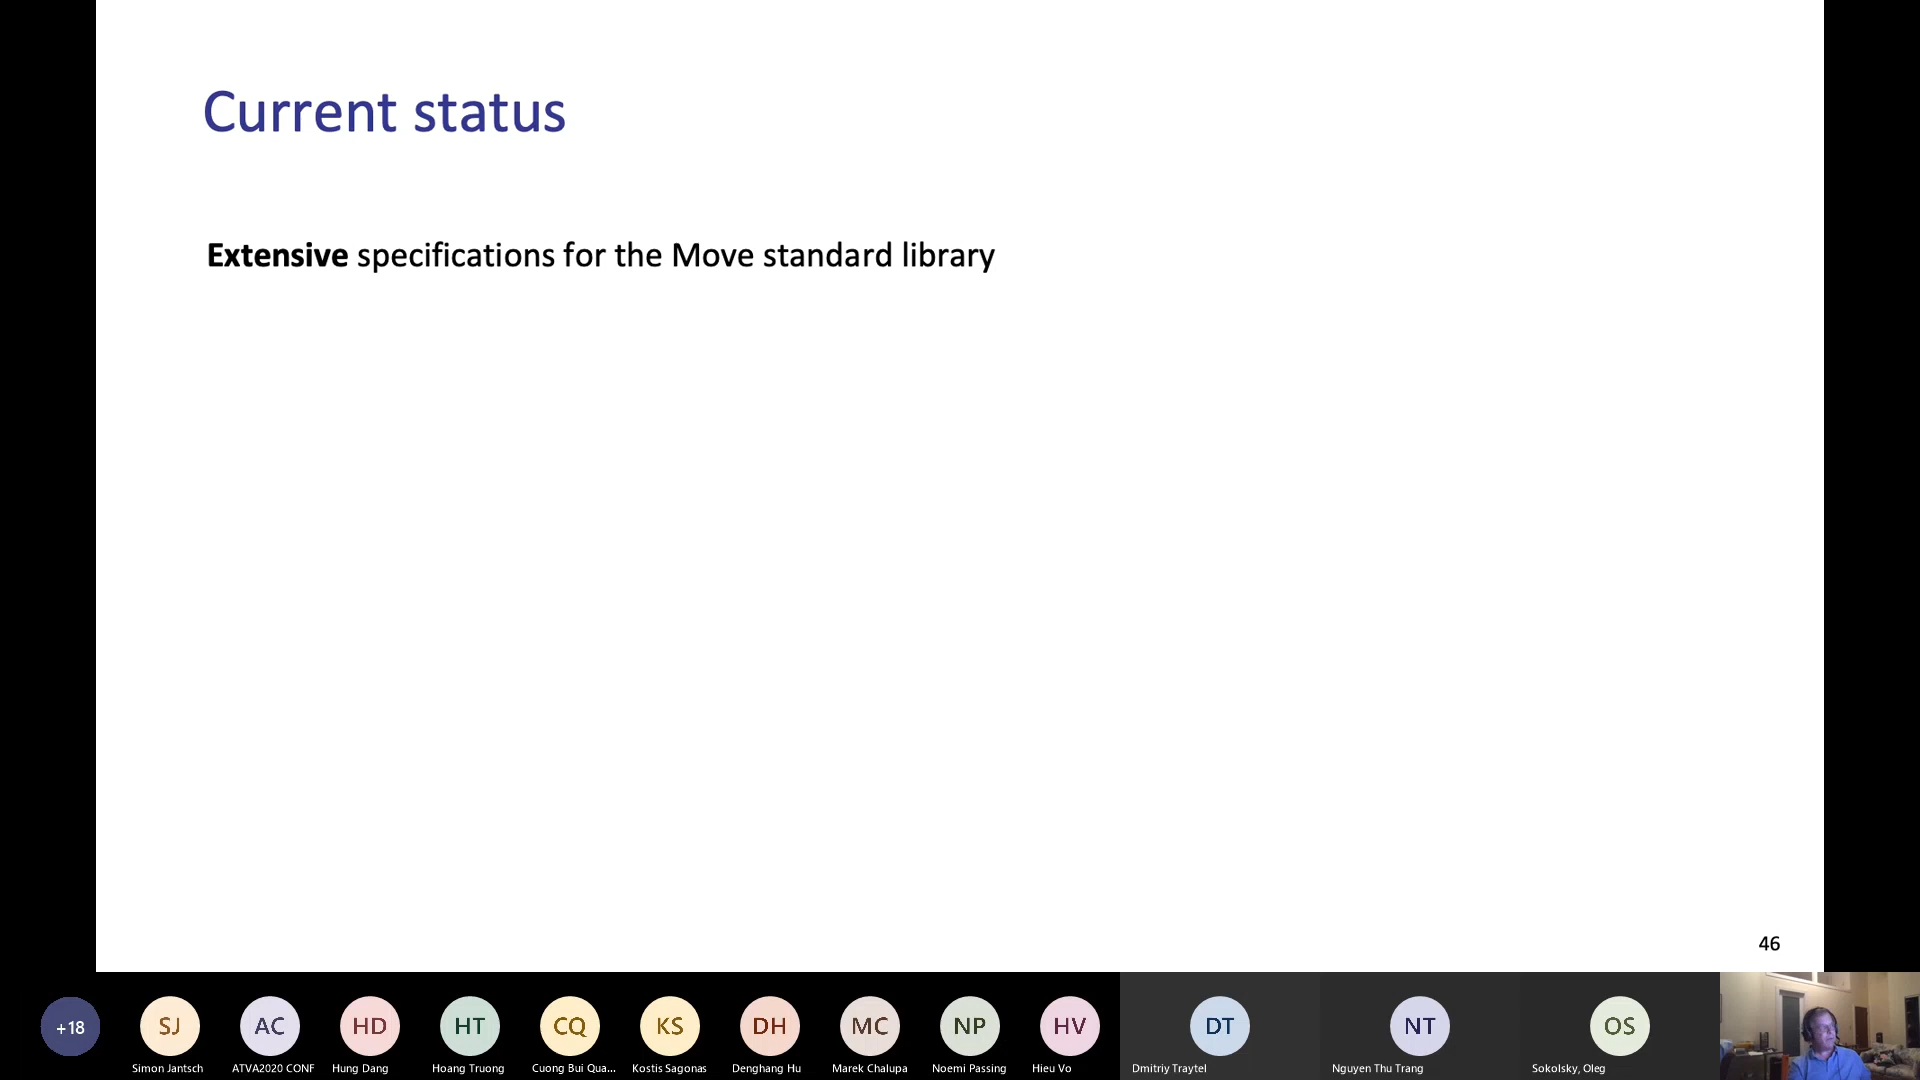 Current status
Extensive specifications for the Move standard library
46
+18
SJ
AC
HD
HT
CQ
KS
DH
MC
NP
HV
DT
NT
OS
Simon Jantsch
ATVA2020 CONF
Hung Dang
Hoang Truong
Cuong Bui Qua...
Kostis Sagonas
Denghang Hu
Marek Chalupa
Noemi Passing
Hieu Vo
Dmitriy Traytel
Nguyen Thu Trang
Sokolsky, Oleg